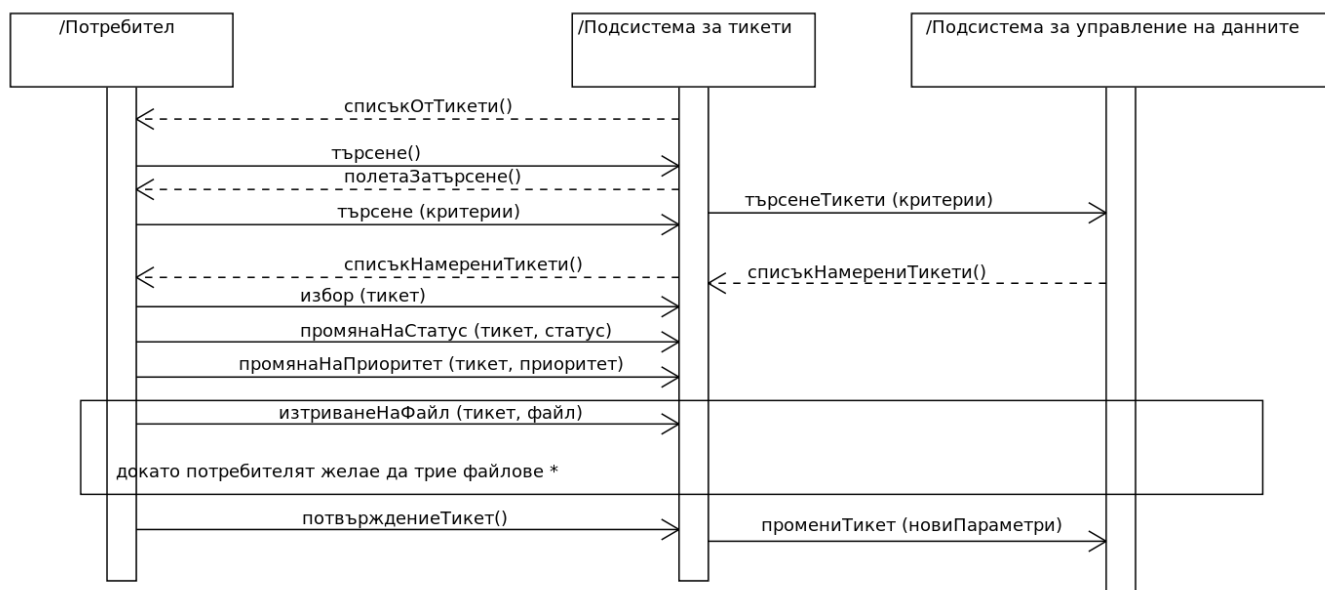 /Потребител
/Подсистема за тикети
/Подсистема за управление на данните
списъкОтТикети()
търсене()
полетаЗатърсене()
търсенеТикети (критерии)
търсене (критерии)
списъкНамерениТикети()
списъкНамерениТикети()
избор (тикет)
промянаНаСтатус (тикет, статус)
промянаНаПриоритет (тикет, приоритет)
изтриванеНаФайл (тикет, файл)
докато потребителят желае да трие файлове *
потвърждениеТикет()
промениТикет (новиПараметри)